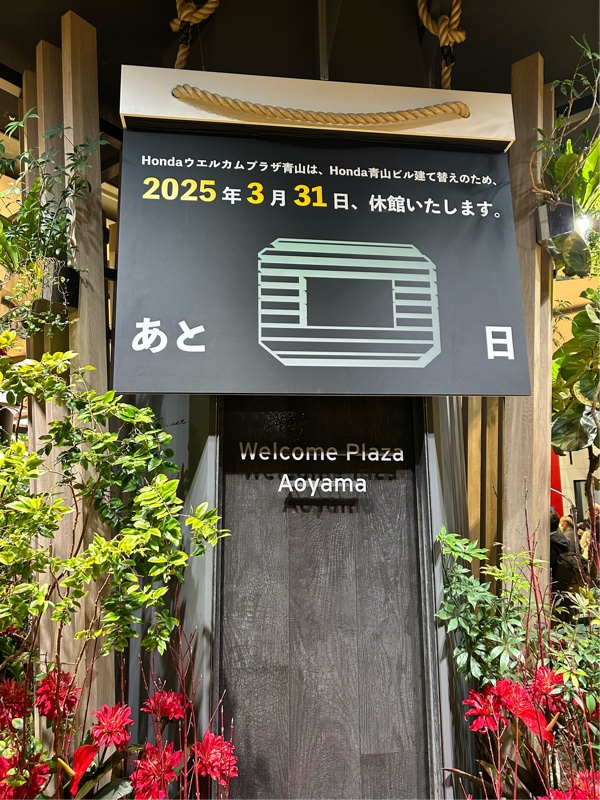 Hondaウエルカムプラザ青山は、Honda青山ビル建て替えのため、
2025年3月31日、休館いたします。
あと 0 日
Welcome Plaza
Aoyama